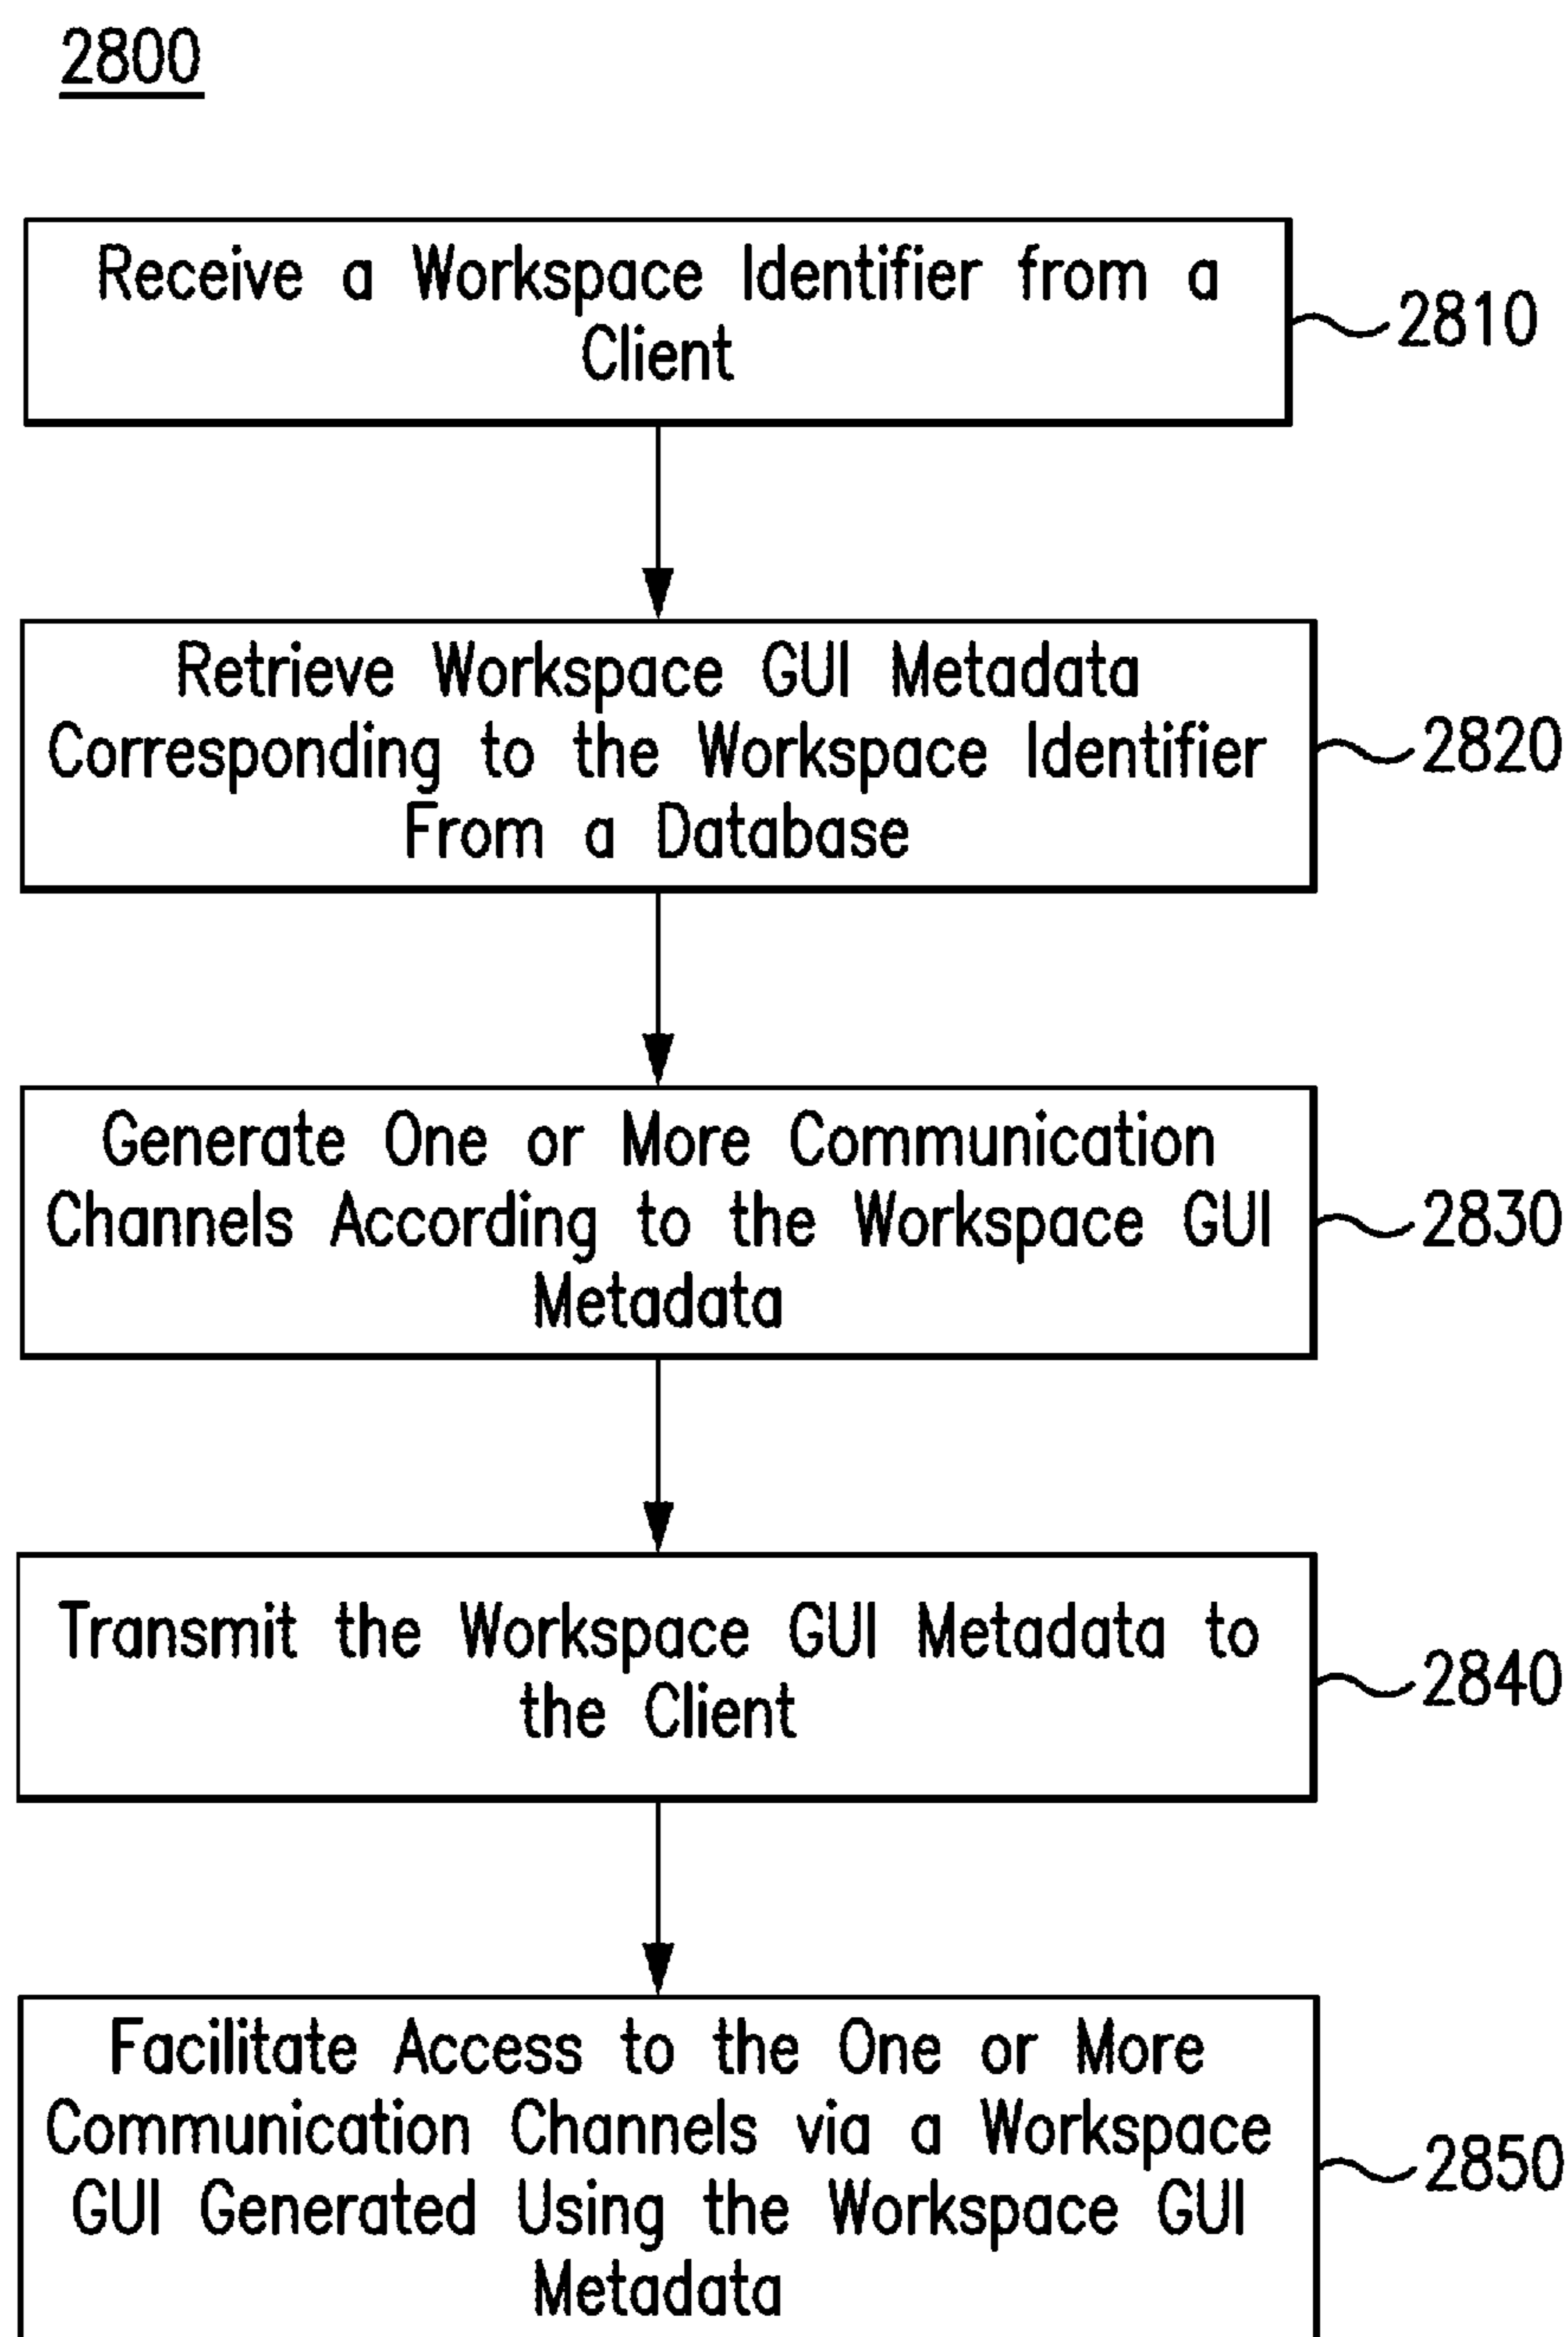 2800
Receive a Workspace Identifier from a
Client
2810
Retrieve Workspace GUI Metadata
Corresponding to the Workspace Identifier
From a Database
2820
Generate One or More Communication
Channels According to the Workspace GUI
Metadata
2830
Transmit the Workspace GUI Metadata to
the Client
2840
Facilitate Access to the One or More
Communication Channels via a Workspace
GUI Generated Using the Workspace GUI
Metadata
2850